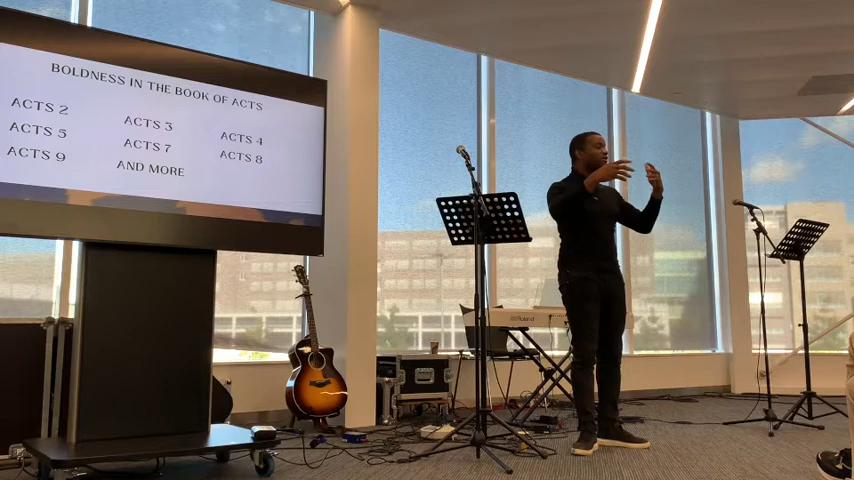 BOLDNESS IN THE BOOK OF ACTS
ACTS 2 ACTS 3 ACTS 4
ACTS 5 ACTS 7 ACTS 8
ACTS 9 AND MORE
Roland